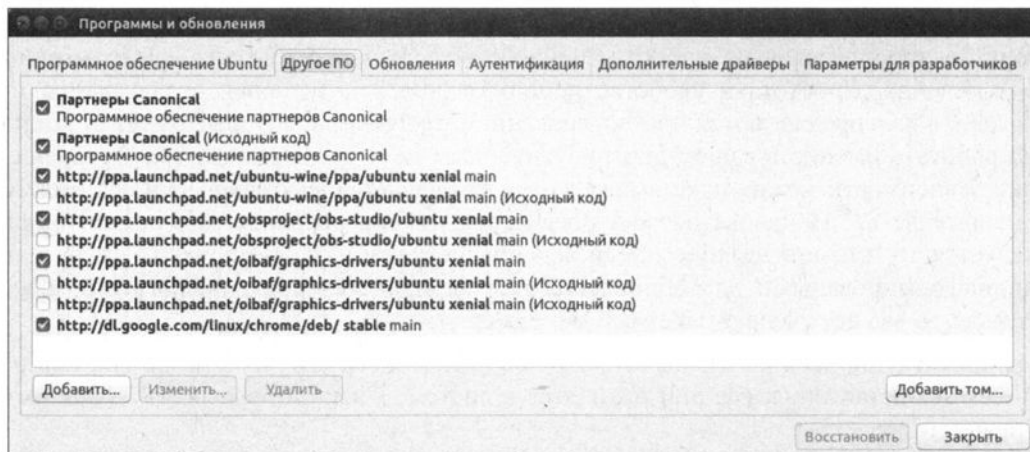 Программы и обновления
Программное обеспечение Ubuntu Другое ПО Обновления Аутентификация Дополнительные драйверы Параметры для разработчиков
Партнеры Canonical
Программное обеспечение партнеров Canonical
Партнеры Canonical (Исходный код)
Программное обеспечение партнеров Canonical
http://ppa.launchpad.net/ubuntu-wine/ppa/ubuntu xenial main
http://ppa.launchpad.net/ubuntu-wine/ppa/ubuntu xenial main (Исходный код)
http://ppa.launchpad.net/obsproject/obs-studio/ubuntu xenial main
http://ppa.launchpad.net/obsproject/obs-studio/ubuntu xenial main (Исходный код)
http://ppa.launchpad.net/oibaf/graphics-drivers/ubuntu xenial main
http://ppa.launchpad.net/oibaf/graphics-drivers/ubuntu xenial main (Исходный код)
http://ppa.launchpad.net/oibaf/graphics-drivers/ubuntu xenial main (Исходный код)
http://dl.google.com/linux/chrome/deb/ stable main
Добавить... Изменить... Удалить Добавить том...
Восстановить Закрыть